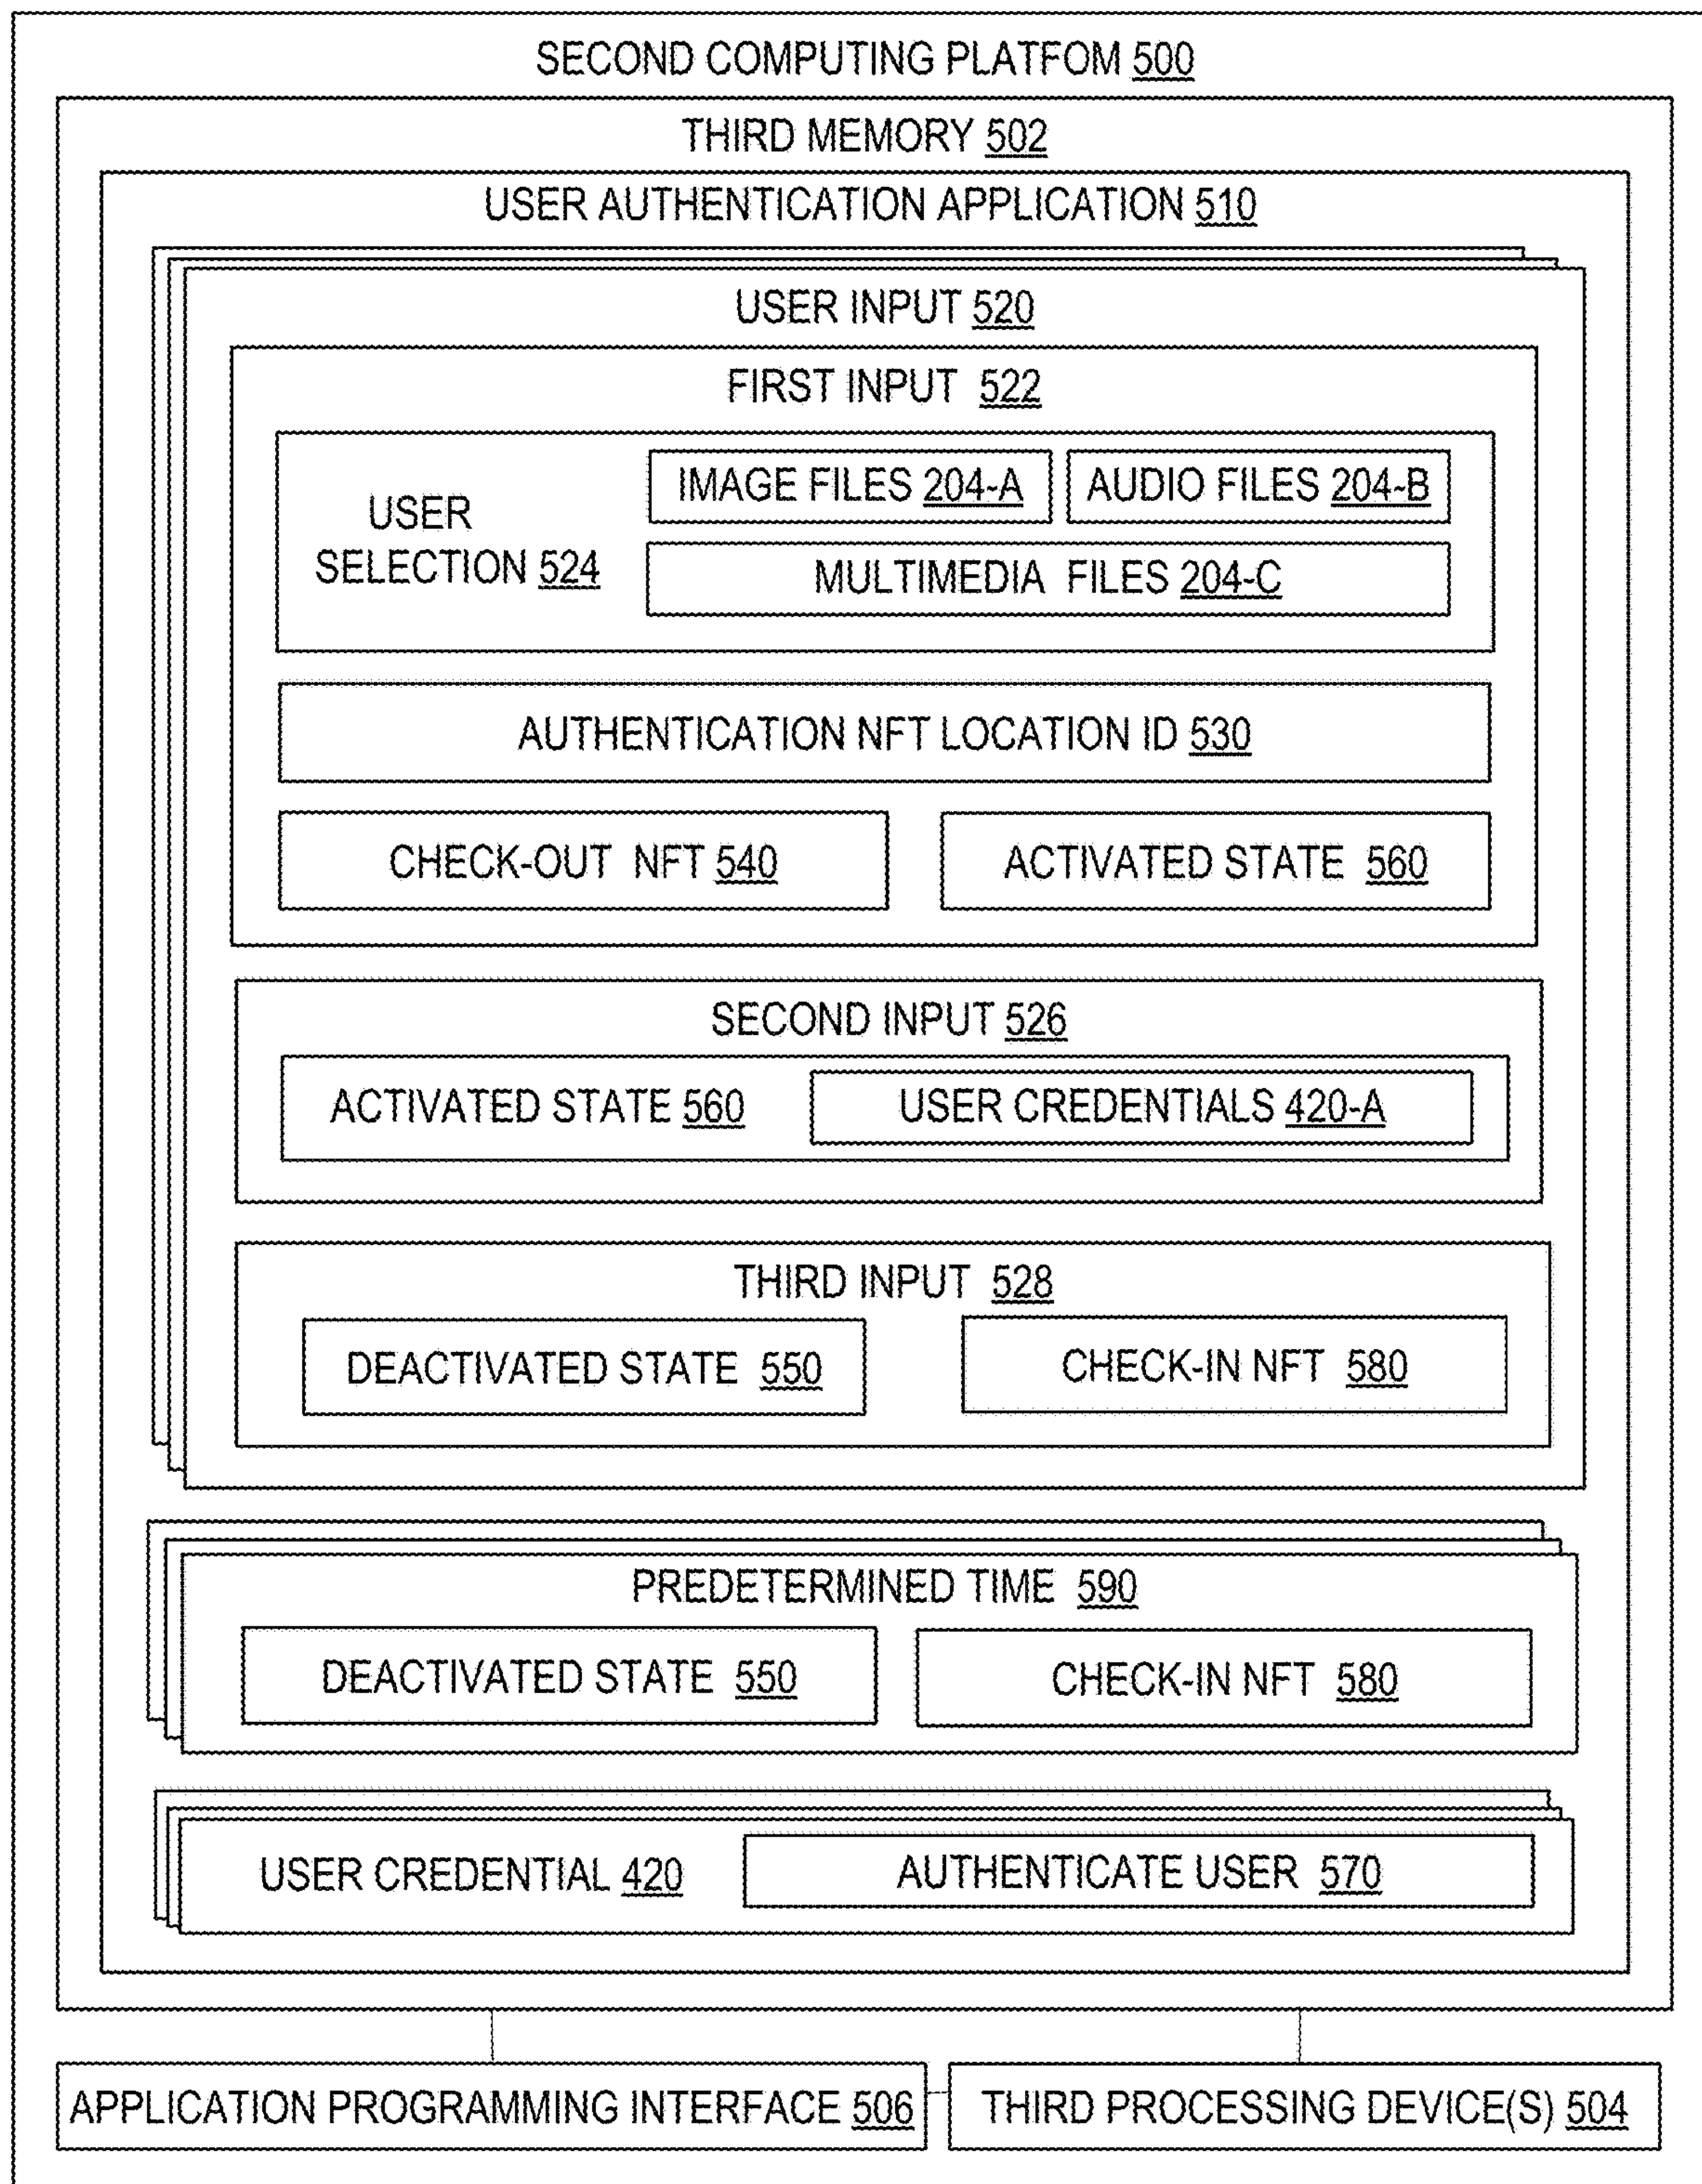 SECOND COMPUTING PLATFOM 500
THIRD MEMORY 502
USER AUTHENTICATION APPLICATION 510
USER INPUT 520
FIRST INPUT 522
USER
SELECTION 524
IMAGE FILES 204-A
AUDIO FILES 204-B
MULTIMEDIA FILES 204-C
AUTHENTICATION NFT LOCATION ID 530
CHECK-OUT NFT 540
ACTIVATED STATE 560
SECOND INPUT 526
ACTIVATED STATE 560
USER CREDENTIALS 420-A
THIRD INPUT 528
DEACTIVATED STATE 550
CHECK-IN NFT 580
PREDETERMINED TIME 590
DEACTIVATED STATE 550
CHECK-IN NFT 580
USER CREDENTIAL 420
AUTHENTICATE USER 570
APPLICATION PROGRAMMING INTERFACE 506
THIRD PROCESSING DEVICE(S) 504